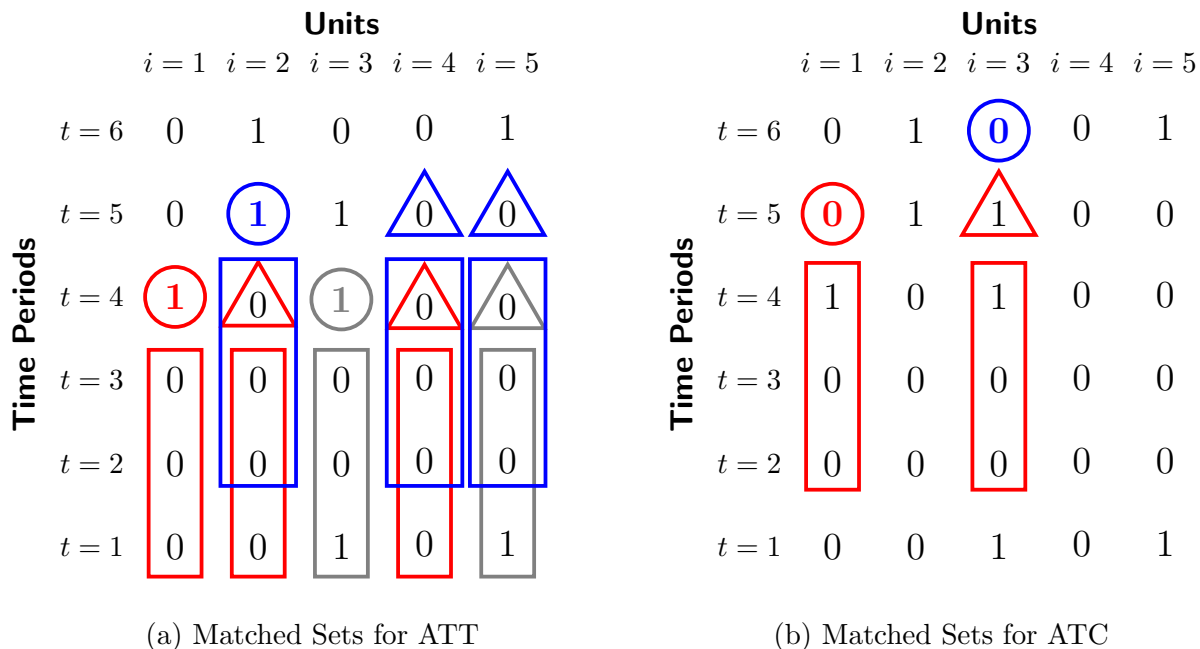 Units Units
i = 1 i = 2 i = 3 i = 4 i = 5 i = 1 i = 2 i = 3 i = 4 i = 5
t = 6 0 1 0 0 1 t = 6 0 1 0 0 1
t = 5 0 1 1 0 0 t = 5 0 1 1 0 0
t = 4 1 0 1 0 0 t = 4 1 0 1 0 0
t = 3 0 0 0 0 0 t = 3 0 0 0 0 0
t = 2 0 0 0 0 0 t = 2 0 0 0 0 0
t = 1 0 0 1 0 1 t = 1 0 0 1 0 1
Time Periods Time Periods
(a) Matched Sets for ATT (b) Matched Sets for ATC